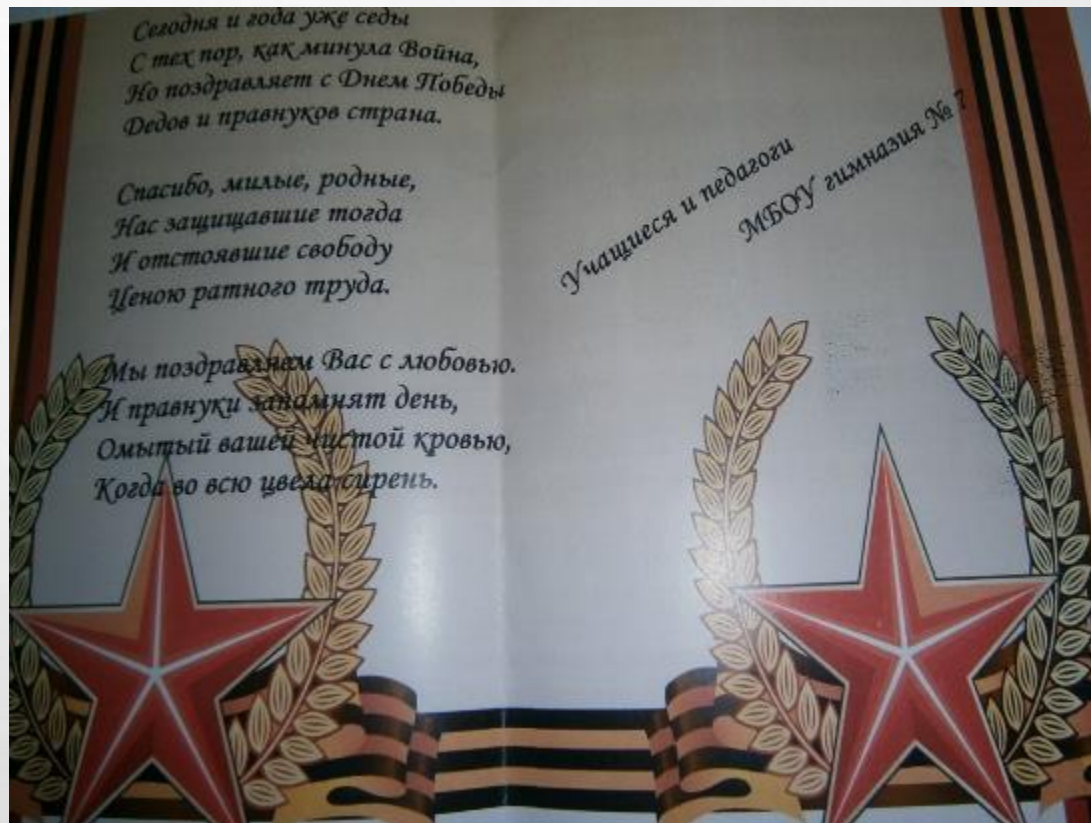 Сегодня и года уже седы
С тех пор, как минула Война,
Но поздравляет с Днем Победы
Дедов и правнуков страна.
Спасибо, милые, родные,
Нас защищавшие тогда
И отстоявшие свободу
Ценою ратного труда.
Мы поздравляем Вас с любовью.
И правнуки запомнят день,
Омытый вашей чистой кровью,
Когда во всю цвела сирень.
Учащиеся и педагоги
МБОУ гимназия № 7